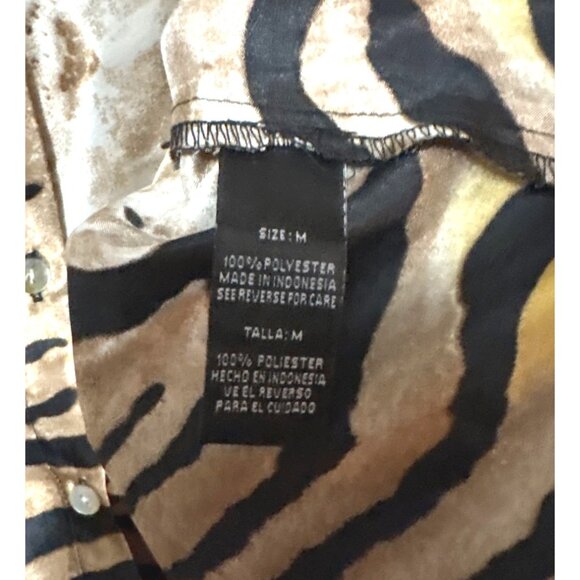 SIZE: M
100% POLYESTER
MADE IN INDONESIA
SEE REVERSE FOR CARE
TALLA: M
100% POLIESTER
HECHO EN INDONESIA
VE ÉL REVERSO
PARA EL CUIDADO